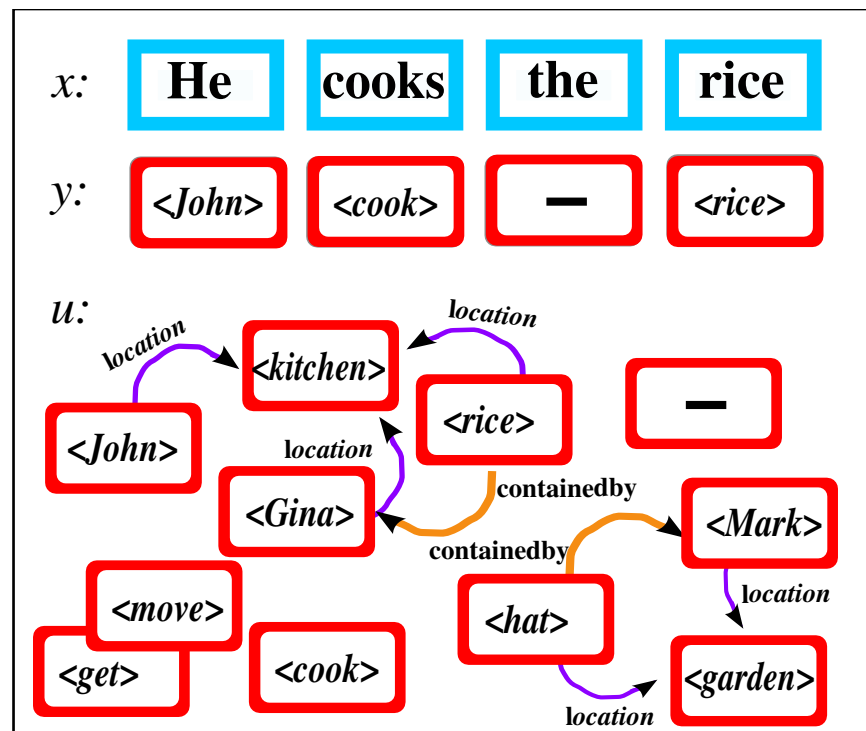 x: He cooks the rice
y: <John> <cook> – <rice>
u:
location
location
<kitchen>
<rice>
–
<John>
location
containedby
<Gina>
<Mark>
containedby
<move>
location
<hat>
<get>
<cook>
<garden>
location